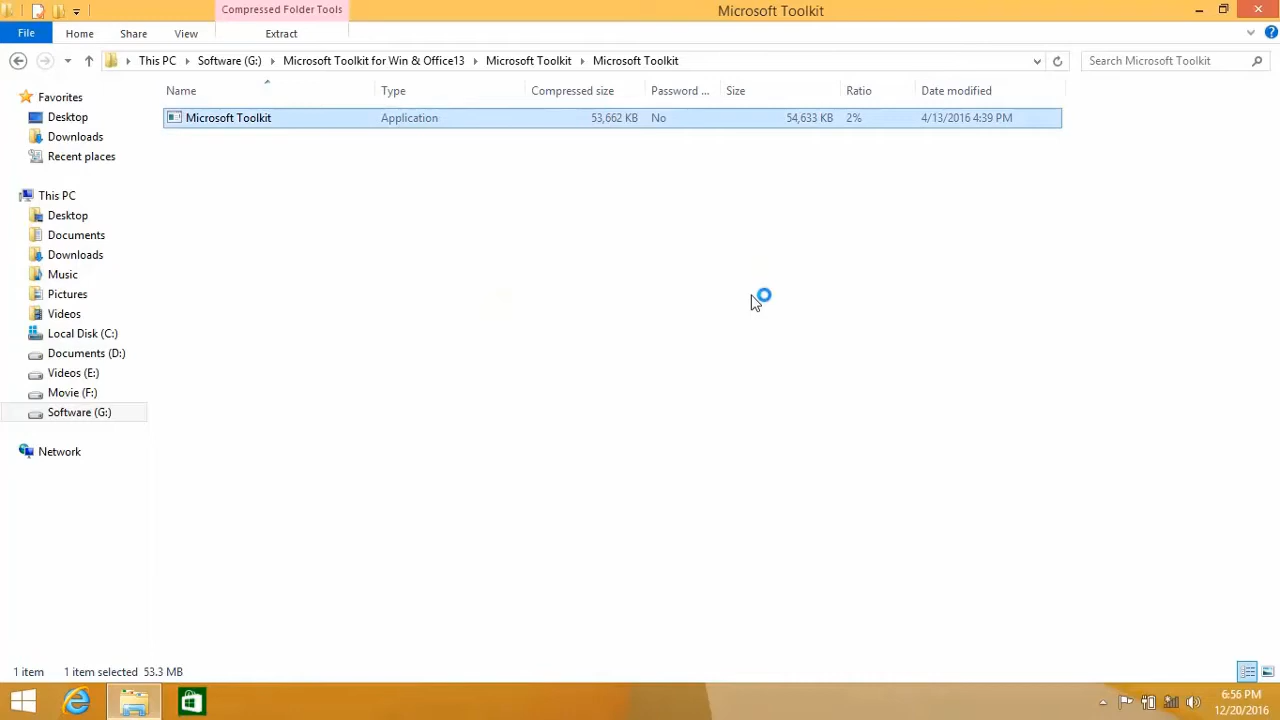 Compressed Folder Tools
Microsoft Toolkit
File Home Share View Extract
This PC Software (G:) Microsoft Toolkit for Win & Office13 Microsoft Toolkit Microsoft Toolkit
Search Microsoft Toolkit
Name Type Compressed size Password ... Size Ratio Date modified
Microsoft Toolkit Application 53,662 KB No 54,633 KB 2% 4/13/2016 4:39 PM
Favorites
Desktop
Downloads
Recent places
This PC
Desktop
Documents
Downloads
Music
Pictures
Videos
Local Disk (C:)
Documents (D:)
Videos (E:)
Movie (F:)
Software (G:)
Network
1 item 1 item selected 53.3 MB
6:56 PM
12/20/2016